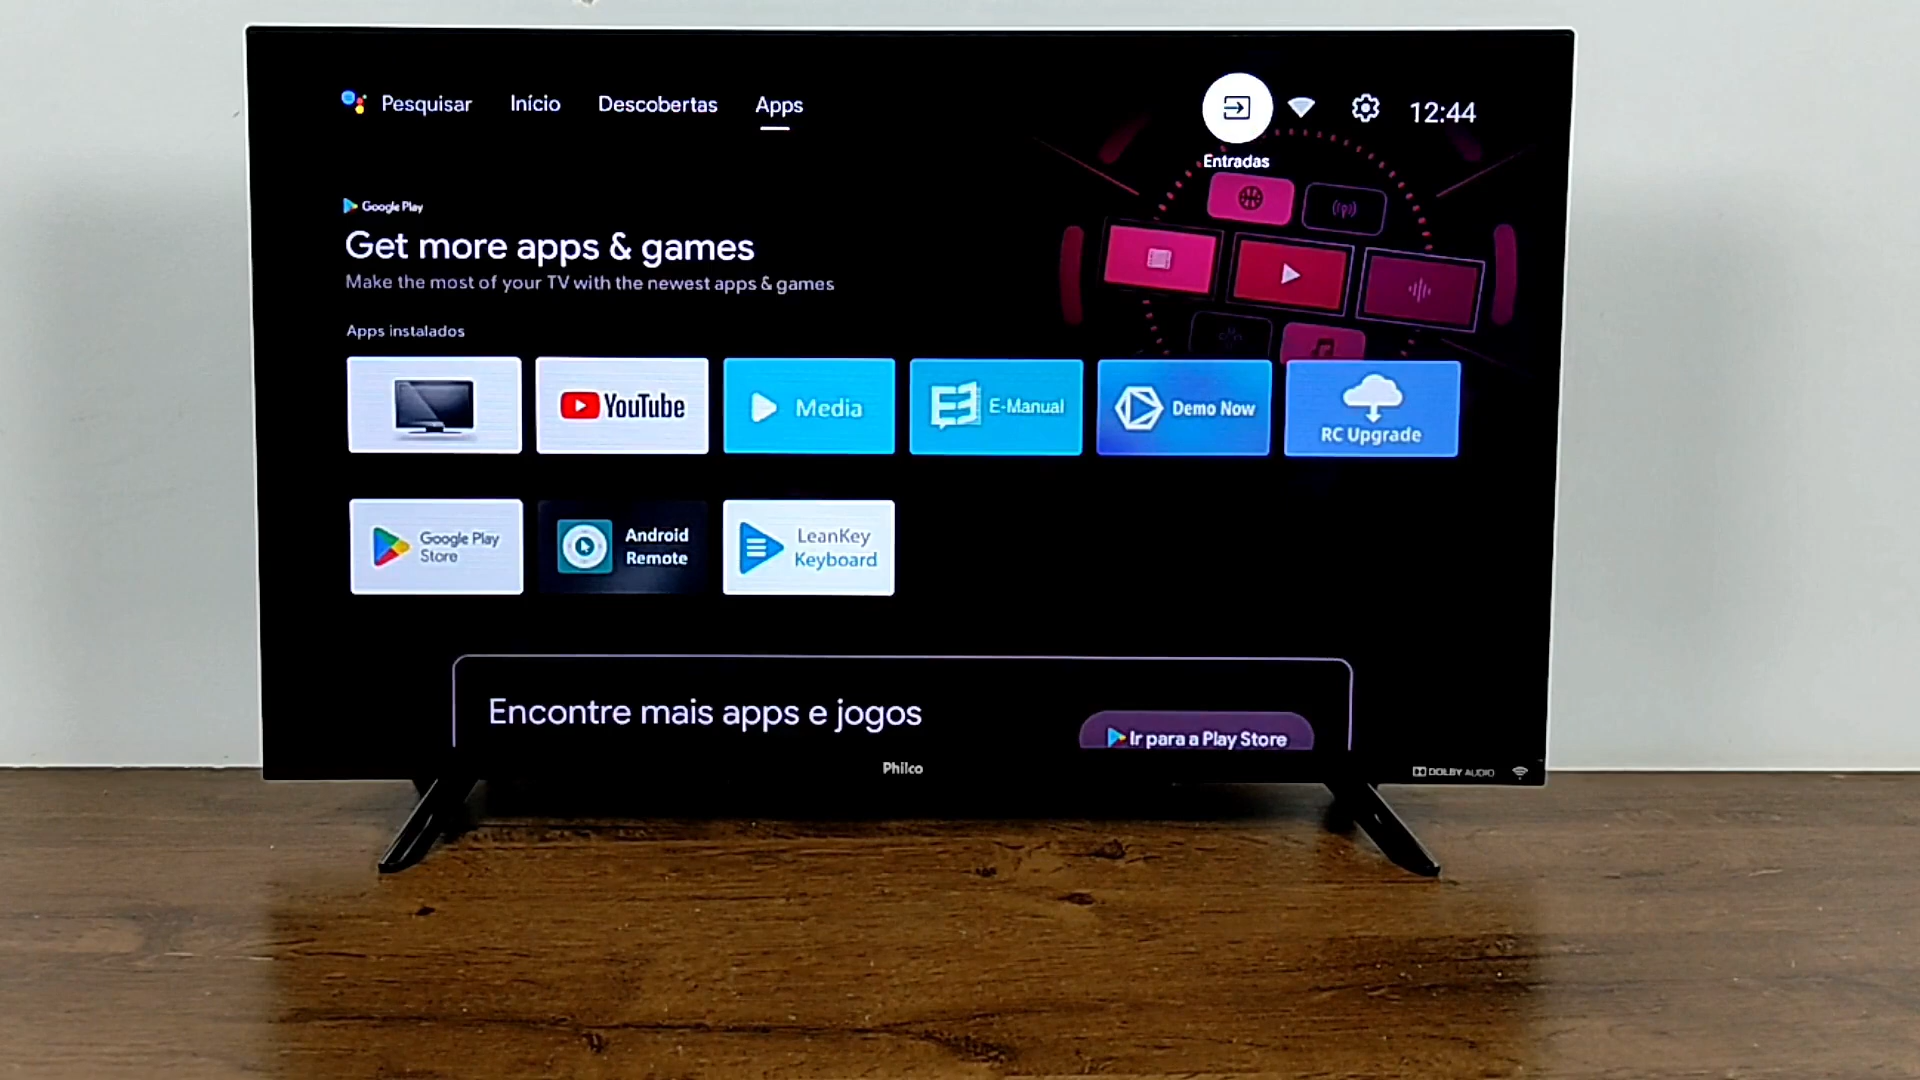 Pesquisar Início Descobertas Apps 12:44
Entradas
Google Play
Get more apps & games
Make the most of your TV with the newest apps & games
Apps instalados
YouTube Media E-Manual Demo Now RC Upgrade
Google Play Store
Android Remote
LeanKey Keyboard
Encontre mais apps e jogos
Ir para a Play Store
Philco
DOLBY AUDIO